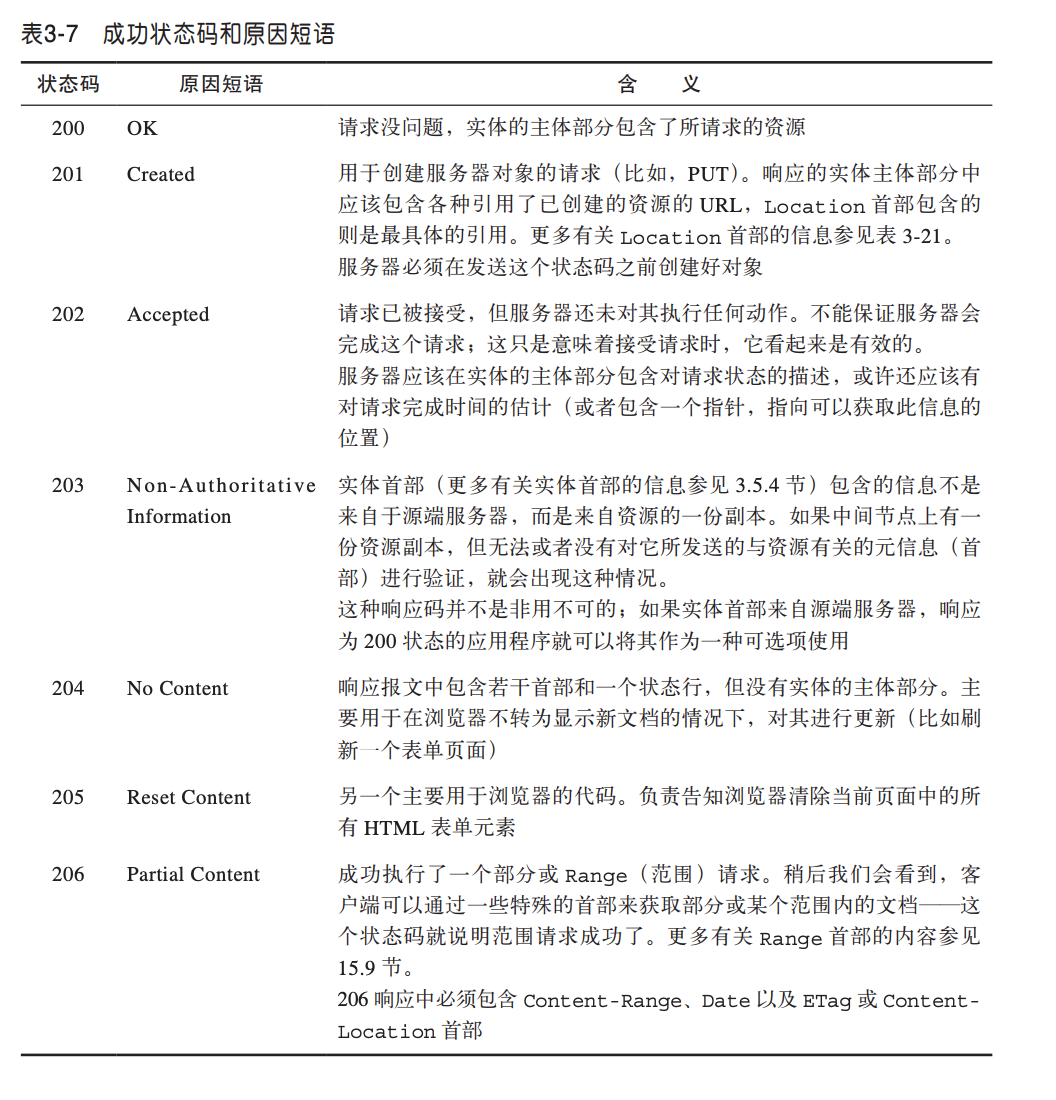 表3-7 成功状态码和原因短语
状态码 原因短语 含 义
200 OK 请求没问题，实体的主体部分包含了所请求的资源
201 Created 用于创建服务器对象的请求（比如，PUT）。响应的实体主体部分中
应该包含各种引用了已创建的资源的 URL，Location 首部包含的
则是最具体的引用。更多有关 Location 首部的信息参见表 3-21。
服务器必须在发送这个状态码之前创建好对象
202 Accepted 请求已被接受，但服务器还未对其执行任何动作。不能保证服务器会
完成这个请求；这只是意味着接受请求时，它看起来是有效的。
服务器应该在实体的主体部分包含对请求状态的描述，或许还应该有
对请求完成时间的估计（或者包含一个指针，指向可以获取此信息的
位置）
203 Non-Authoritative 实体首部（更多有关实体首部的信息参见 3.5.4 节）包含的信息不是
Information 来自于源端服务器，而是来自资源的一份副本。如果中间节点上有一
份资源副本，但无法或者没有对它所发送的与资源有关的元信息（首
部）进行验证，就会出现这种情况。
这种响应码并不是非用不可的；如果实体首部来自源端服务器，响应
为 200 状态的应用程序就可以将其作为一种可选项使用
204 No Content 响应报文中包含若干首部和一个状态行，但没有实体的主体部分。主
要用于在浏览器不转为显示新文档的情况下，对其进行更新（比如刷
新一个表单页面）
205 Reset Content 另一个主要用于浏览器的代码。负责告知浏览器清除当前页面中的所
有 HTML 表单元素
206 Partial Content 成功执行了一个部分或 Range（范围）请求。稍后我们会看到，客
户端可以通过一些特殊的首部来获取部分或某个范围内的文档——这
个状态码就说明范围请求成功了。更多有关 Range 首部的内容参见
15.9 节。
206 响应中必须包含 Content-Range、Date 以及 ETag 或 Content-
Location 首部